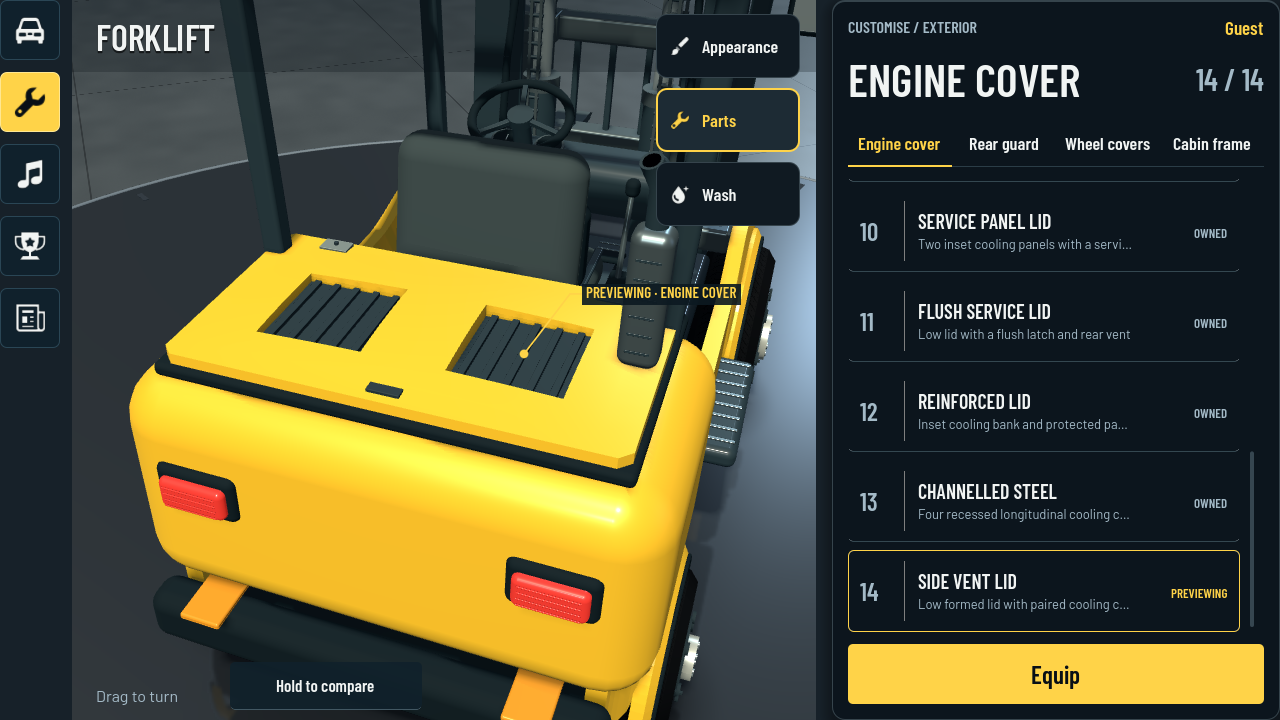 FORKLIFT
Appearance
Parts
Wash
PREVIEWING · ENGINE COVER
Drag to turn
Hold to compare
CUSTOMISE / EXTERIOR
Guest
ENGINE COVER
14 / 14
Engine cover
Rear guard
Wheel covers
Cabin frame
10
SERVICE PANEL LID
Two inset cooling panels with a servi...
OWNED
11
FLUSH SERVICE LID
Low lid with a flush latch and rear vent
OWNED
12
REINFORCED LID
Inset cooling bank and protected pa...
OWNED
13
CHANNELLED STEEL
Four recessed longitudinal cooling c...
OWNED
14
SIDE VENT LID
Low formed lid with paired cooling c...
PREVIEWING
Equip